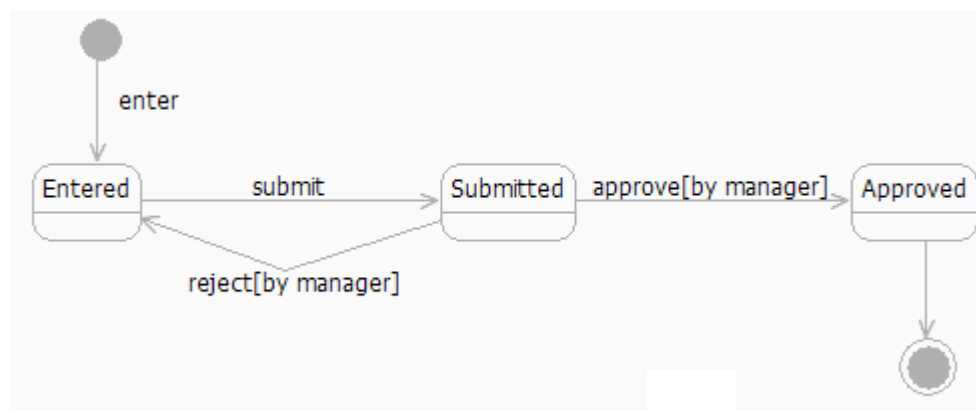 enter
Entered
submit
Submitted
approve[by manager]
Approved
reject[by manager]